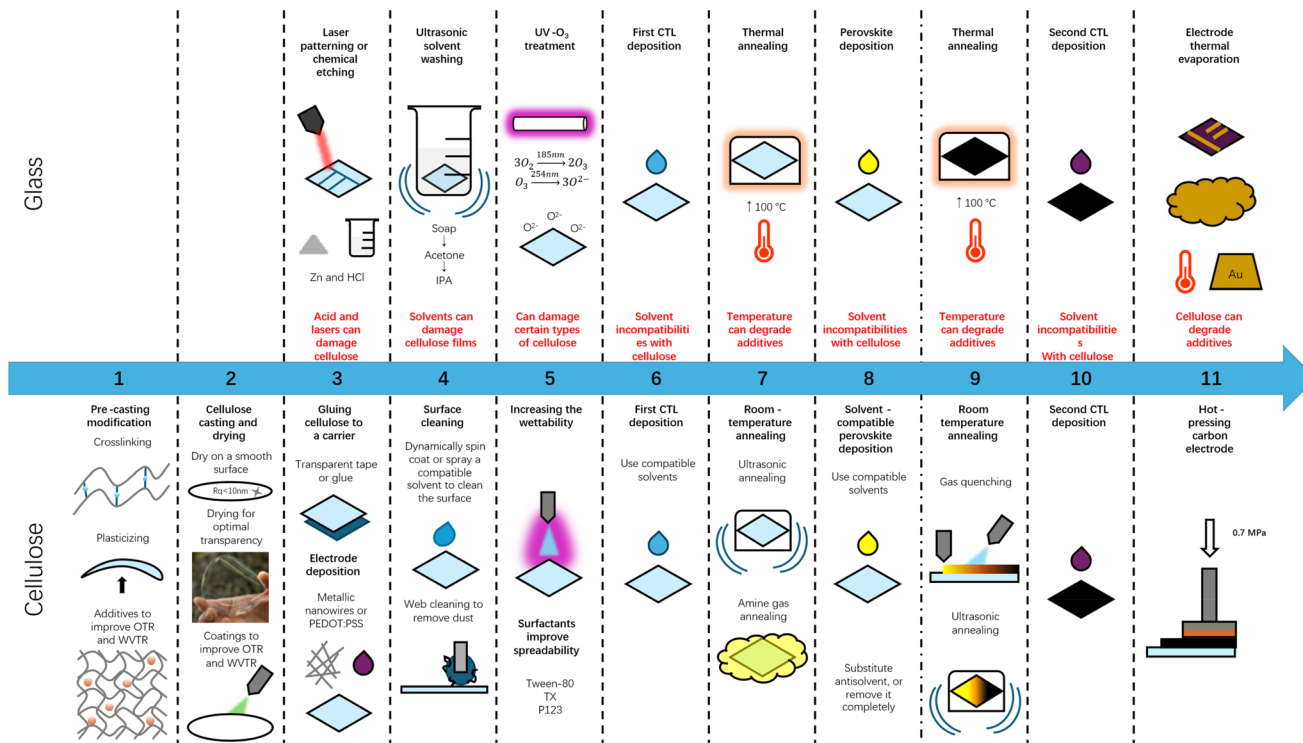 Glass
Laser
patterning or
chemical
etching
Zn and HCl
Acid and
lasers can
damage
cellulose
Ultrasonic
solvent
washing
Soap
↓
Acetone
↓
IPA
Solvents can
damage
cellulose films
UV-O₃
treatment
3O₂ 185nm→ 2O₃
O₃ 254nm→ 3O²⁻
O²⁻ O²⁻ O²⁻
Can damage
certain types
of cellulose
First CTL
deposition
Solvent
incompatibiliti
es with
cellulose
Thermal
annealing
↑ 100 °C
Temperature
can degrade
additives
Perovskite
deposition
Solvent
incompatibilities
with cellulose
Thermal
annealing
↑ 100 °C
Temperature
can degrade
additives
Second CTL
deposition
Solvent
incompatibilitie
s
With cellulose
Electrode
thermal
evaporation
Au
Cellulose can
degrade
additives
1 2 3 4 5 6 7 8 9 10 11
Cellulose
Pre-casting
modification
Crosslinking
Plasticizing
Additives to
improve OTR
and WVTR
Cellulose
casting and
drying
Dry on a smooth
surface
Rq<10nm
Drying for
optimal
transparency
Coatings to
improve OTR
and WVTR
Gluing
cellulose to
a carrier
Transparent tape
or glue
Electrode
deposition
Metallic
nanowires or
PEDOT:PSS
Surface
cleaning
Dynamically spin
coat or spray a
compatible
solvent to clean
the surface
Web cleaning to
remove dust
Increasing the
wettability
Surfactants
improve
spreadability
Tween-80
TX
P123
First CTL
deposition
Use compatible
solvents
Room -
temperature
annealing
Ultrasonic
annealing
Amine gas
annealing
Solvent -
compatible
perovskite
deposition
Use compatible
solvents
Substitute
antisolvent, or
remove it
completely
Room
temperature
annealing
Gas quenching
Ultrasonic
annealing
Second CTL
deposition
Hot -
pressing
carbon
electrode
0.7 MPa